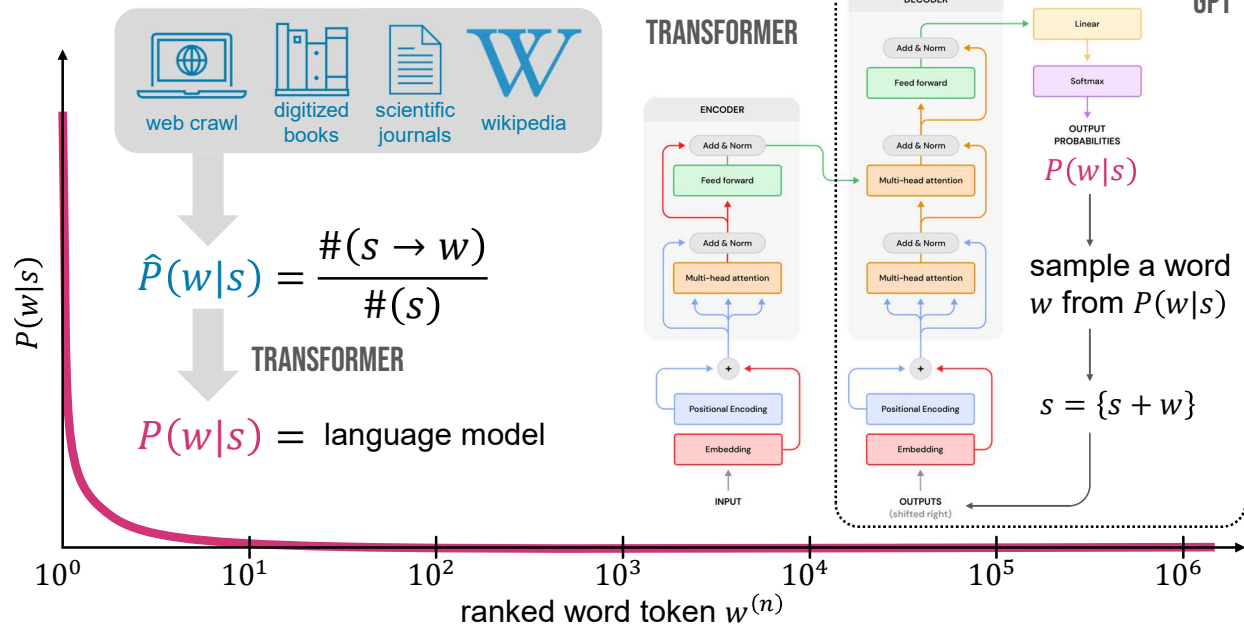 web crawl
digitized
books
scientific
journals
wikipedia
P̂(w|s) = #(s → w) / #(s)
TRANSFORMER
P(w|s) = language model
P(w|s)
10⁰ 10¹ 10² 10³ 10⁴ 10⁵ 10⁶
ranked word token w⁽ⁿ⁾
TRANSFORMER
ENCODER
Add & Norm
Feed forward
Add & Norm
Multi-head attention
+
Positional Encoding
Embedding
INPUT
DECODER
Add & Norm
Feed forward
Add & Norm
Multi-head attention
Add & Norm
Multi-head attention
+
Positional Encoding
Embedding
OUTPUTS
(shifted right)
GPT
Linear
Softmax
OUTPUT
PROBABILITIES
P(w|s)
sample a word
w from P(w|s)
s = {s + w}